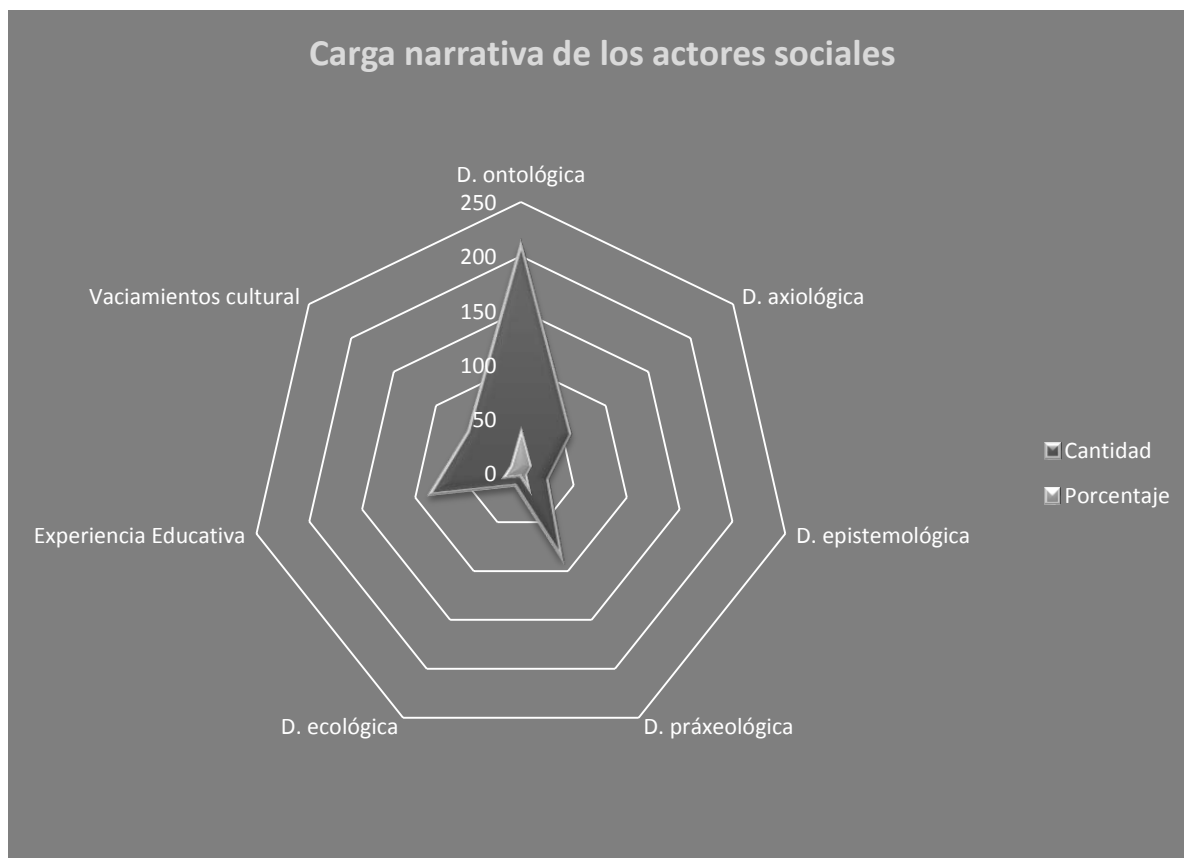 Carga narrativa de los actores sociales
D. ontológica
250
200
150
100
50
0
Vaciamientos cultural
D. axiológica
Experiencia Educativa
D. epistemológica
D. ecológica
D. práxeológica
Cantidad
Porcentaje